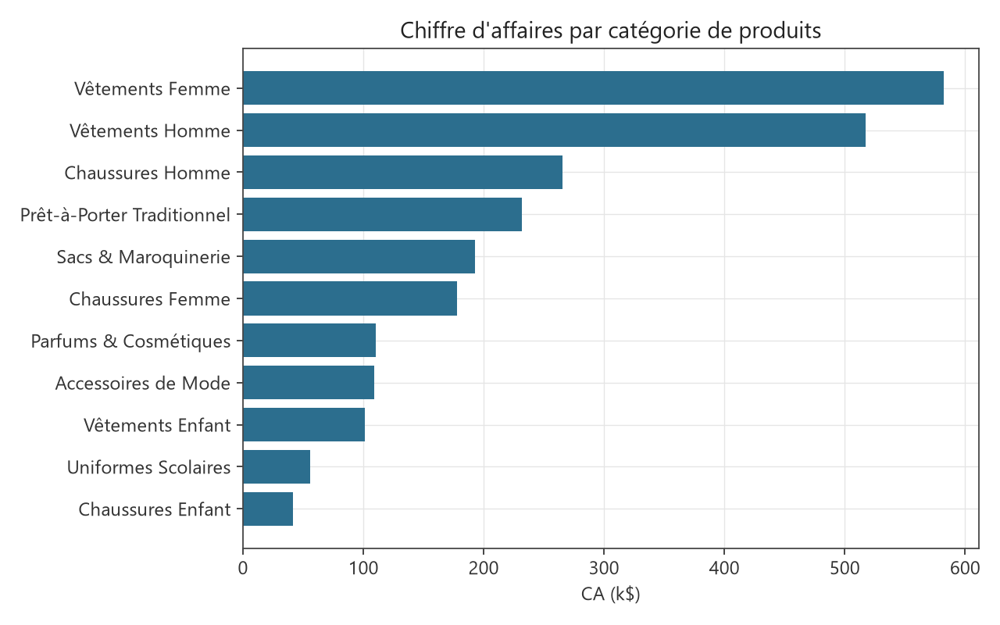 Chiffre d'affaires par catégorie de produits
Vêtements Femme
Vêtements Homme
Chaussures Homme
Prêt-à-Porter Traditionnel
Sacs & Maroquinerie
Chaussures Femme
Parfums & Cosmétiques
Accessoires de Mode
Vêtements Enfant
Uniformes Scolaires
Chaussures Enfant
0 100 200 300 400 500 600
CA (k$)